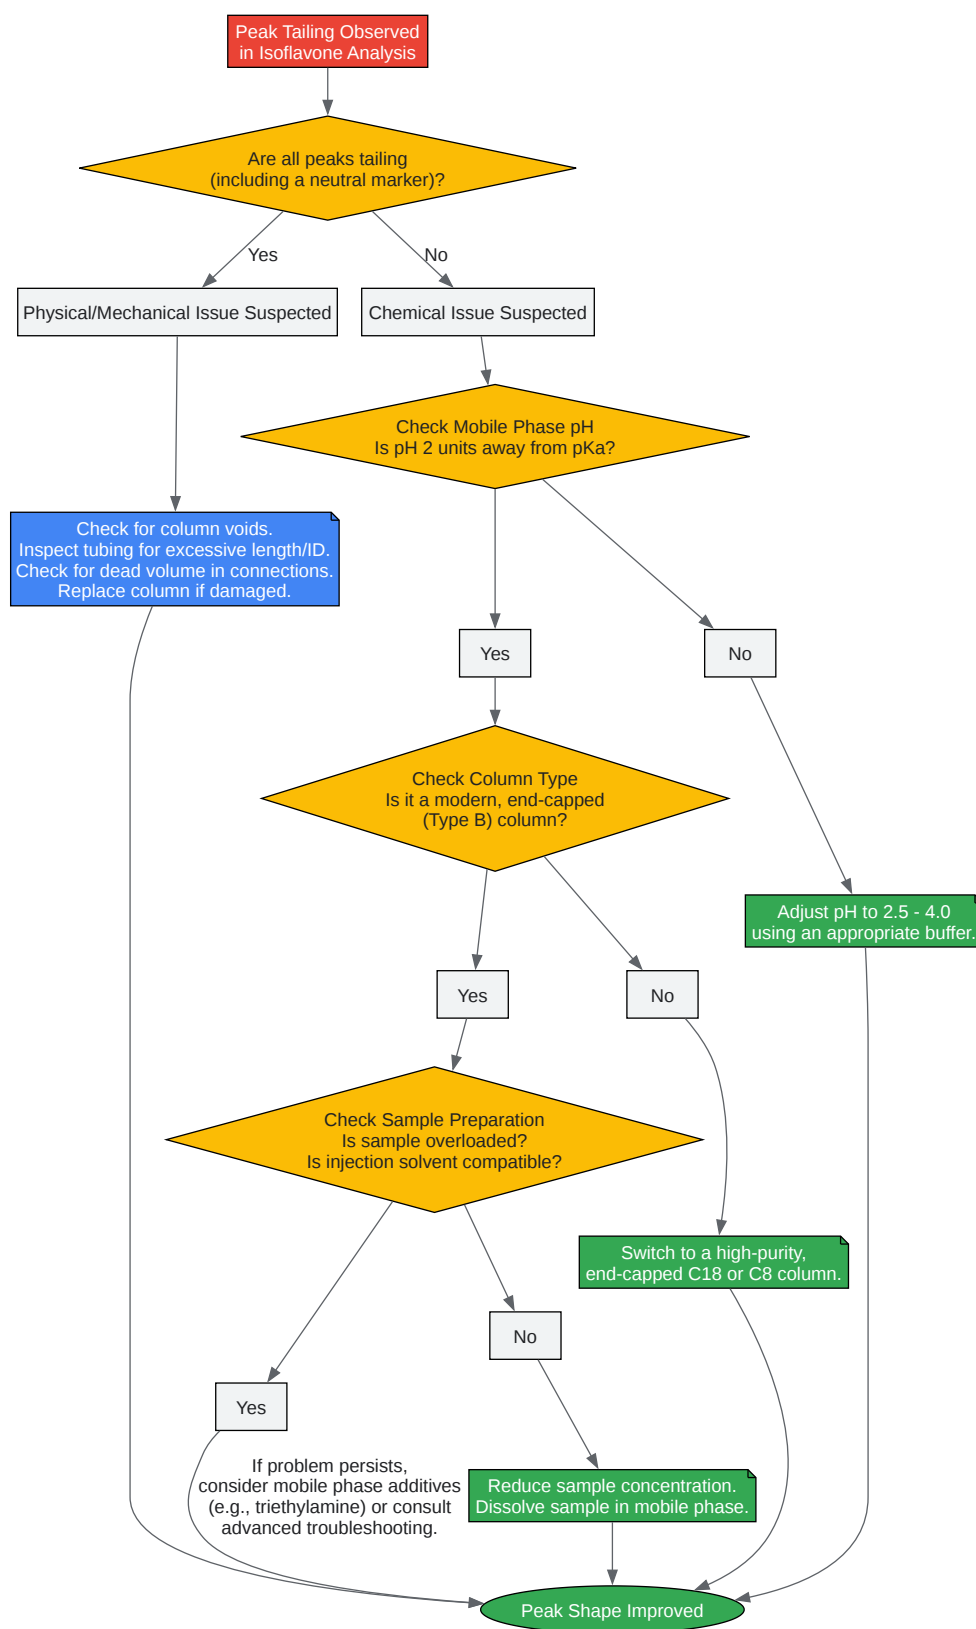 Peak Tailing Observed
in Isoflavone Analysis
Are all peaks tailing
(including a neutral marker)?
Yes
No
Physical/Mechanical Issue Suspected
Chemical Issue Suspected
Check Mobile Phase pH
Is pH 2 units away from pKa?
Check for column voids.
Inspect tubing for excessive length/ID.
Check for dead volume in connections.
Replace column if damaged.
Yes
No
Check Column Type
Is it a modern, end-capped
(Type B) column?
Adjust pH to 2.5 - 4.0
using an appropriate buffer.
Yes
No
Check Sample Preparation
Is sample overloaded?
Is injection solvent compatible?
Switch to a high-purity,
end-capped C18 or C8 column.
No
Yes
If problem persists,
consider mobile phase additives
(e.g., triethylamine) or consult
advanced troubleshooting.
Reduce sample concentration.
Dissolve sample in mobile phase.
Peak Shape Improved